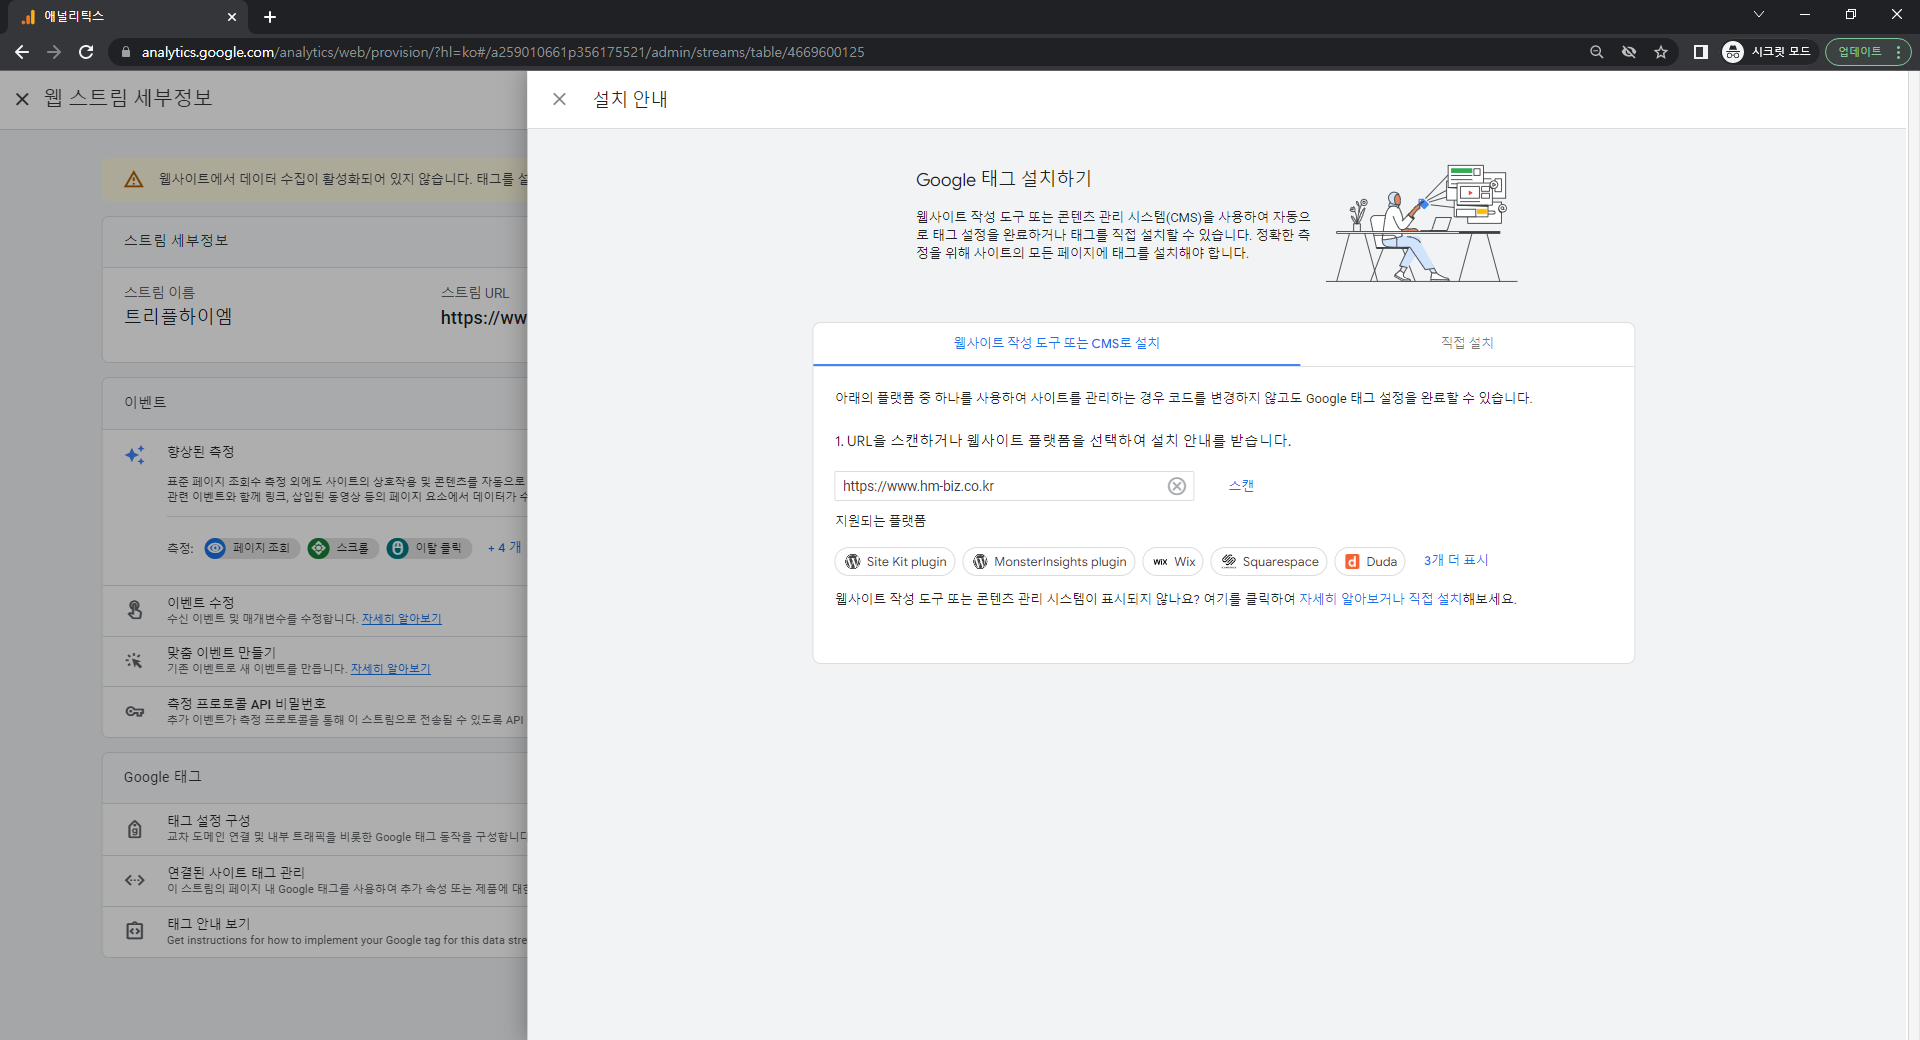 애널리틱스
analytics.google.com/analytics/web/provision/?hl=ko#/a259010661p356175521/admin/streams/table/4669600125
시크릿 모드
업데이트
웹 스트림 세부정보
웹사이트에서 데이터 수집이 활성화되어 있지 않습니다. 태그를 설
스트림 세부정보
스트림 이름
트리플하이엠
스트림 URL
https://ww
이벤트
향상된 측정
표준 페이지 조회수 측정 외에도 사이트의 상호작용 및 콘텐츠를 자동으로
관련 이벤트와 함께 링크, 삽입된 동영상 등의 페이지 요소에서 데이터가 수
측정: 페이지 조회 스크롤 이탈 클릭 + 4 개
이벤트 수정
수신 이벤트 및 매개변수를 수정합니다. 자세히 알아보기
맞춤 이벤트 만들기
기존 이벤트로 새 이벤트를 만듭니다. 자세히 알아보기
측정 프로토콜 API 비밀번호
추가 이벤트가 측정 프로토콜을 통해 이 스트림으로 전송될 수 있도록 API
Google 태그
태그 설정 구성
교차 도메인 연결 및 내부 트래픽을 비롯한 Google 태그 동작을 구성합니다
연결된 사이트 태그 관리
이 스트림의 페이지 내 Google 태그를 사용하여 추가 속성 또는 제품에 대한
태그 안내 보기
Get instructions for how to implement your Google tag for this data stre
설치 안내
Google 태그 설치하기
웹사이트 작성 도구 또는 콘텐츠 관리 시스템(CMS)을 사용하여 자동으
로 태그 설정을 완료하거나 태그를 직접 설치할 수 있습니다. 정확한 측
정을 위해 사이트의 모든 페이지에 태그를 설치해야 합니다.
웹사이트 작성 도구 또는 CMS로 설치
직접 설치
아래의 플랫폼 중 하나를 사용하여 사이트를 관리하는 경우 코드를 변경하지 않고도 Google 태그 설정을 완료할 수 있습니다.
1. URL을 스캔하거나 웹사이트 플랫폼을 선택하여 설치 안내를 받습니다.
https://www.hm-biz.co.kr
스캔
지원되는 플랫폼
Site Kit plugin
MonsterInsights plugin
WIX Wix
Squarespace
d Duda
3개 더 표시
웹사이트 작성 도구 또는 콘텐츠 관리 시스템이 표시되지 않나요? 여기를 클릭하여 자세히 알아보거나 직접 설치해보세요.